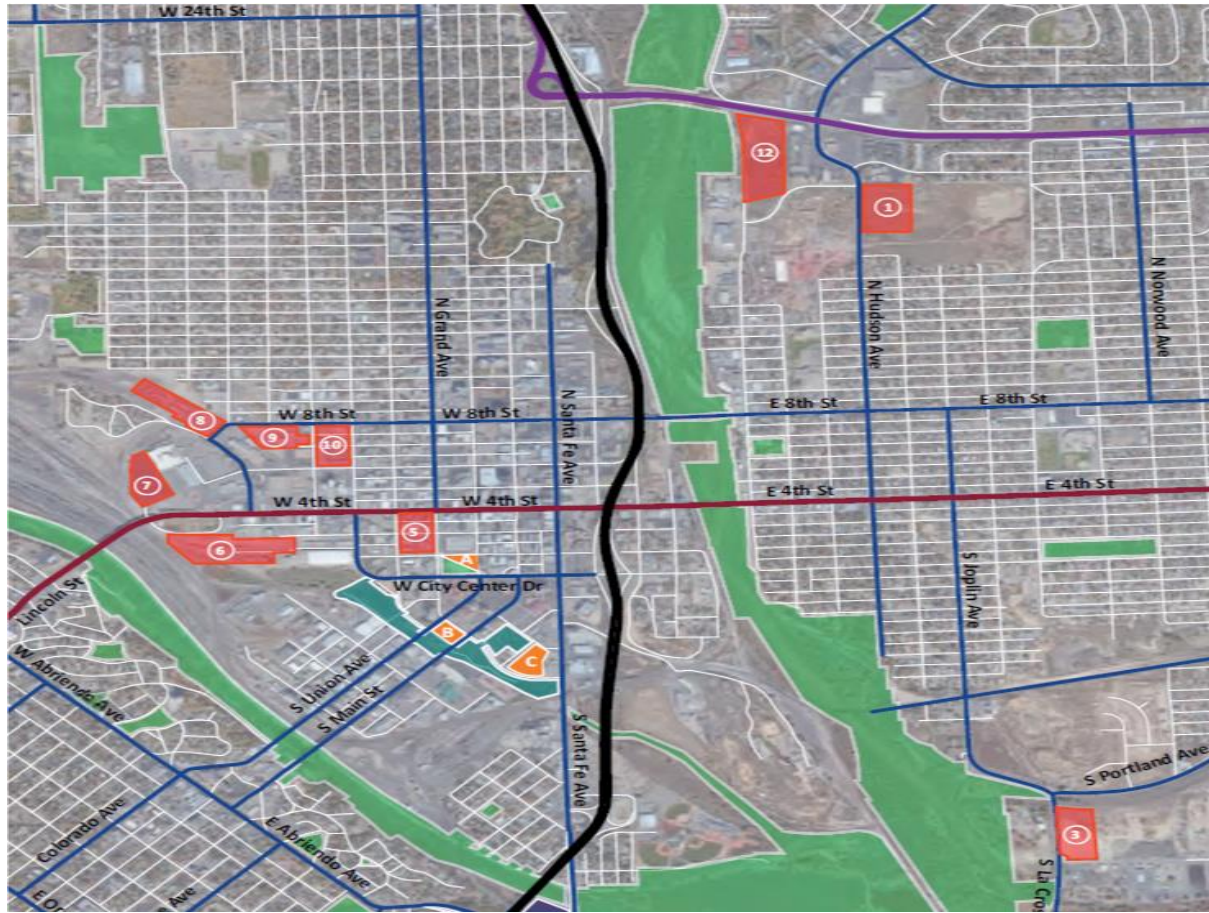 W 24th St
12
1
N Grand Ave
N Hudson Ave
N Norwood Ave
N Santa Fe Ave
8
W 8th St
W 8th St
E 8th St
E 8th St
9
10
7
W 4th St
W 4th St
E 4th St
E 4th St
5
6
A
W City Center Dr
Lincoln St
S Joplin Ave
B
C
W Abriendo Ave
S Union Ave
S Main St
S Santa Fe Ave
S Portland Ave
Colorado Ave
E Abriendo Ave
3
S La Cro
E O
Ave